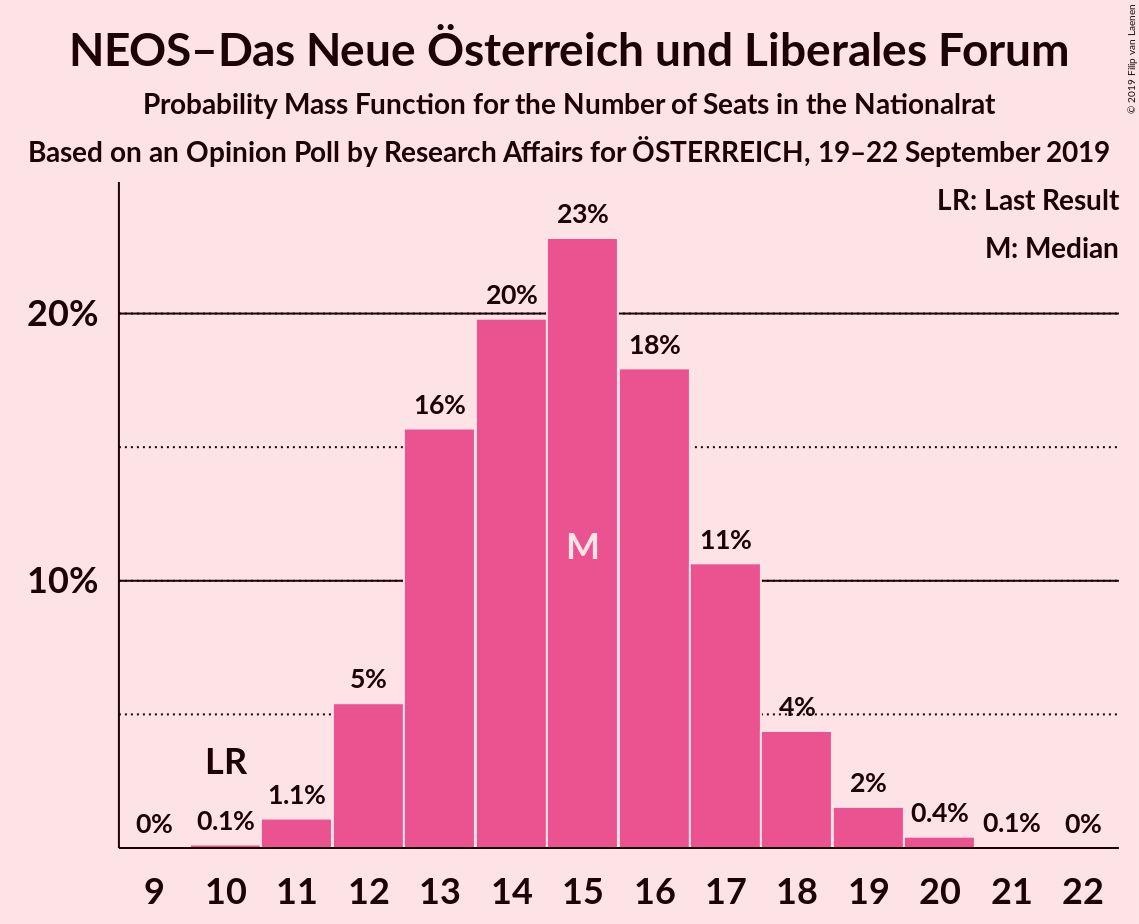 NEOS–Das Neue Österreich und Liberales Forum
Probability Mass Function for the Number of Seats in the Nationalrat
Based on an Opinion Poll by Research Affairs for ÖSTERREICH, 19–22 September 2019
© 2019 Filip van Laenen
LR: Last Result
M: Median
20%
10%
0%
0.1%
1.1%
5%
16%
20%
23%
18%
11%
4%
2%
0.4%
0.1%
0%
LR
M
9 10 11 12 13 14 15 16 17 18 19 20 21 22